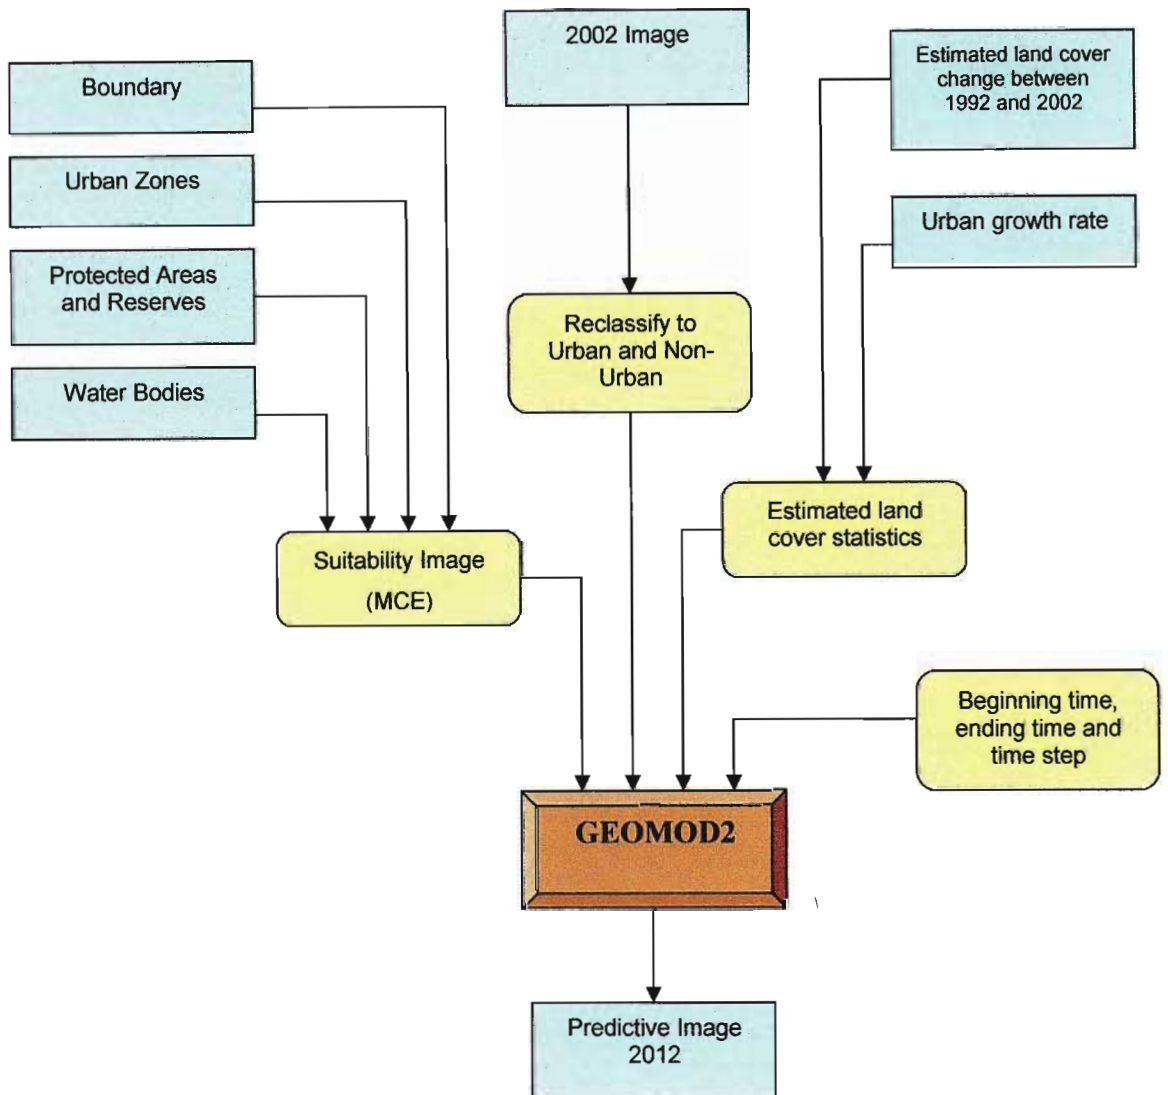 2002 Image
Estimated land cover
change between
1992 and 2002
Boundary
Urban Zones
Urban growth rate
Protected Areas
and Reserves
Reclassify to
Urban and Non-
Urban
Water Bodies
Estimated land
cover statistics
Suitability Image
(MCE)
Beginning time,
ending time and
time step
GEOMOD2
Predictive Image
2012